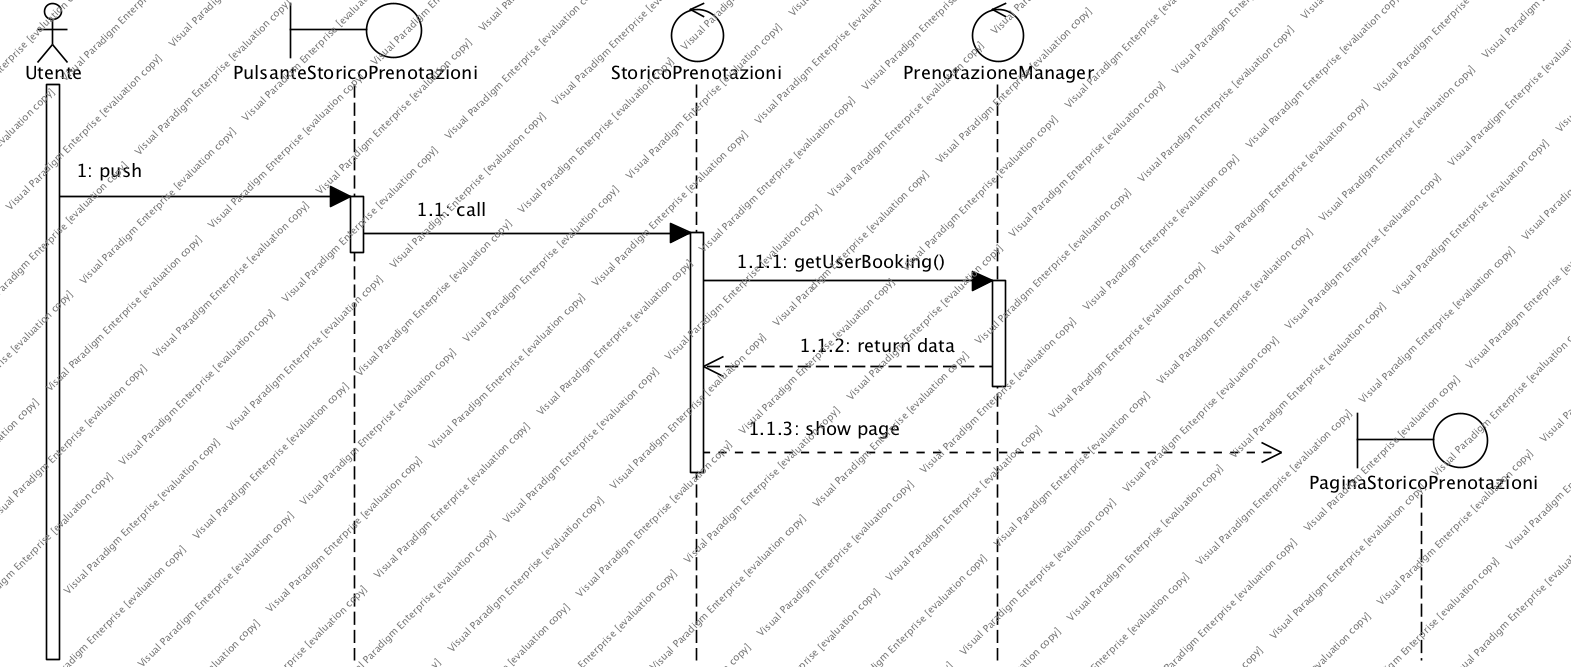 Utente
PulsanteStoricoPrenotazioni
StoricoPrenotazioni
PrenotazioneManager
1: push
1.1: call
1.1.1: getUserBooking()
1.1.2: return data
1.1.3: show page
PaginaStoricoPrenotazioni
Visual Paradigm Enterprise [evaluation copy]